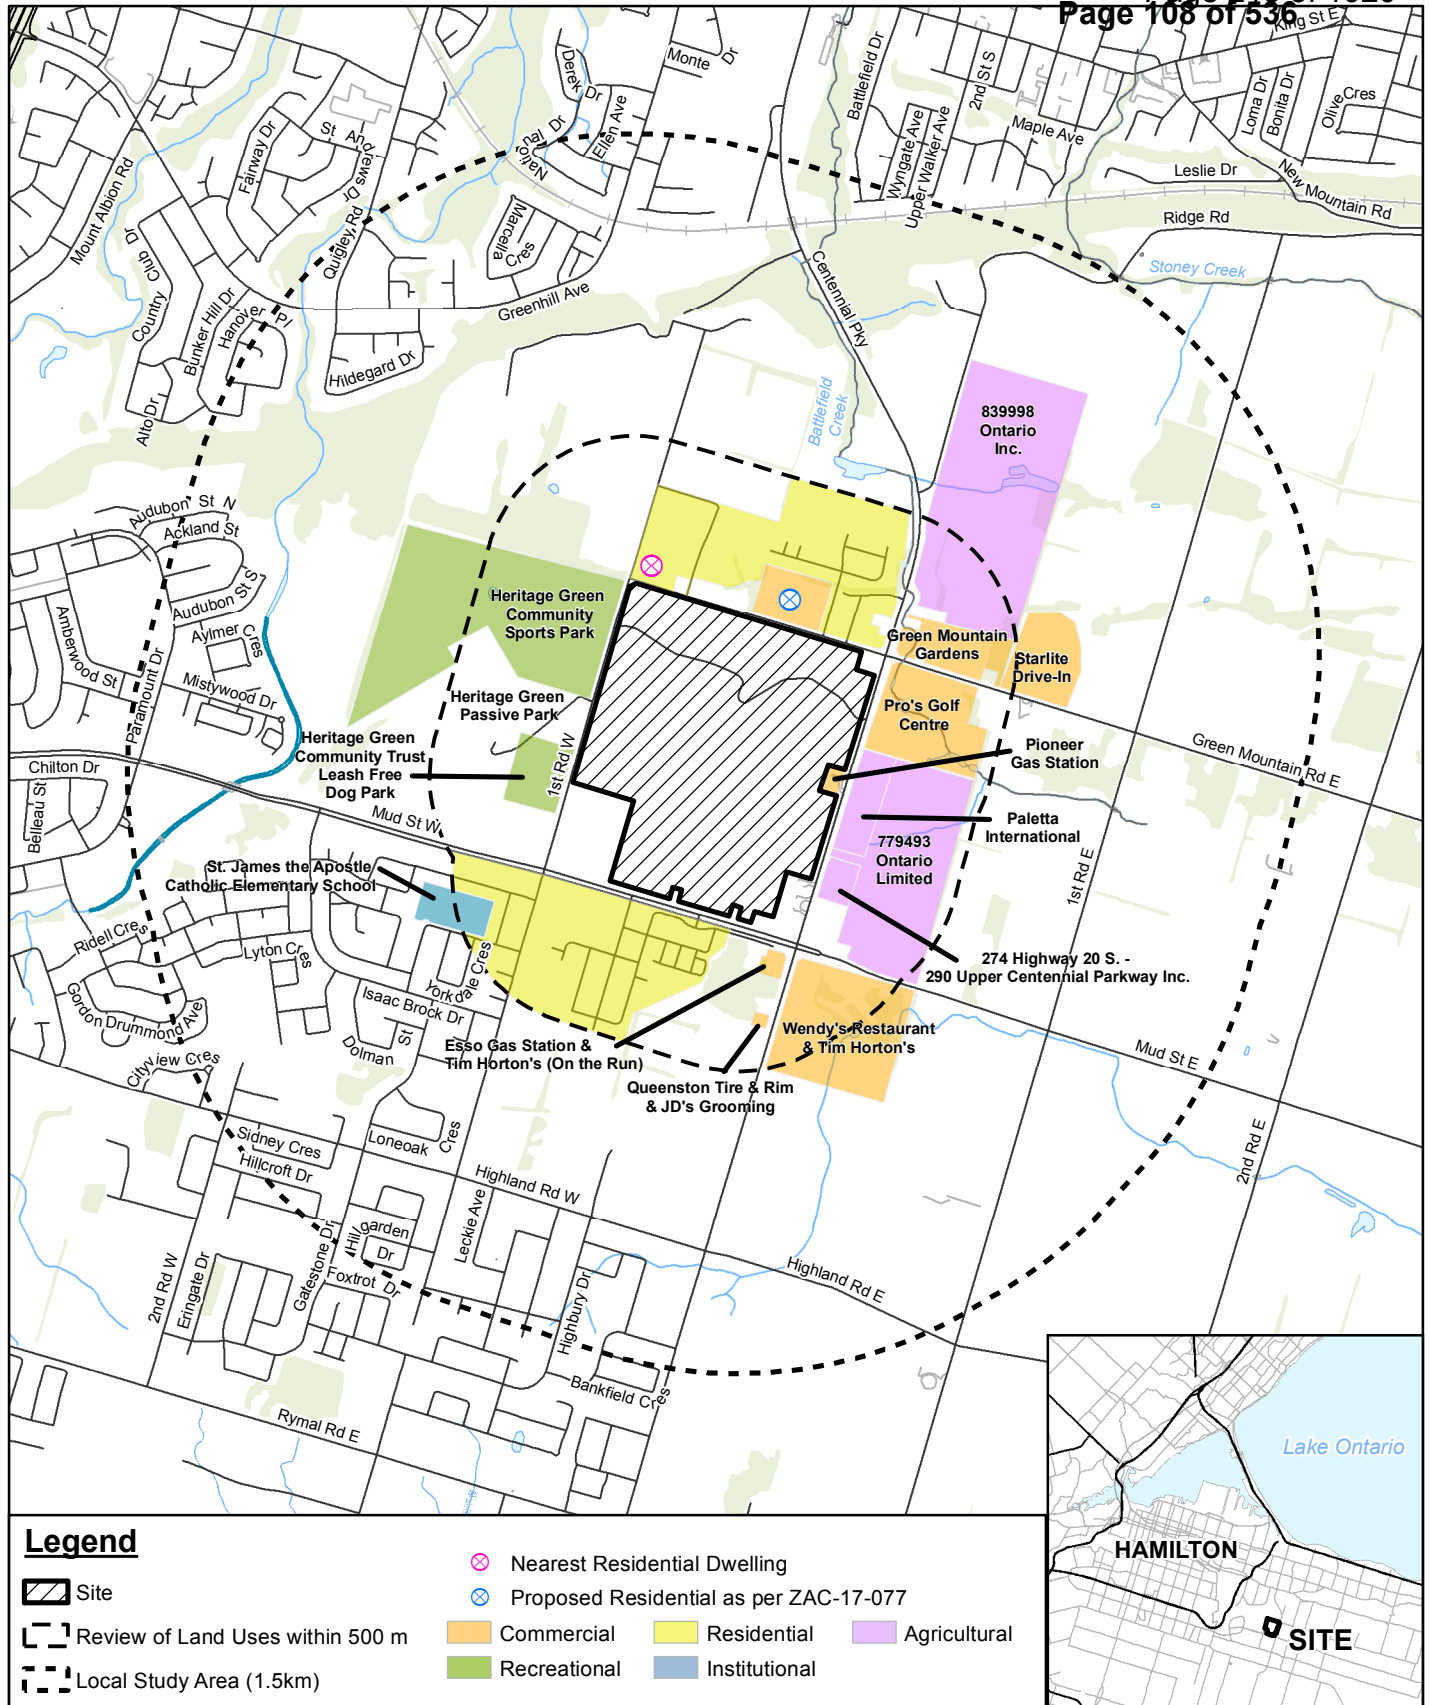 Page 108 of 536
King St E
Monte Dr
Derek Dr
Battlefield Dr
2nd St S
Loma Dr
Bonita Dr
Olive Cres
St Andrews Dr
Fairway Dr
National Dr
Ellen Ave
Wyngate Ave
Upper Walker Ave
Maple Ave
Leslie Dr
New Mountain Rd
Ridge Rd
Mount Albion Rd
Quigley Rd
Marcella
Cres
Centennial Pky
Stoney Creek
Club Dr
Country
Bunker Hill Dr
Hanover Pl
Greenhill Ave
Hildegard Dr
Alto Dr
Battlefield
Creek
839998
Ontario
Inc.
Audubon St N
Ackland St
Audubon St S
Aylmer Cres
Amberwood St
Paramount Dr
Mistywood Dr
Heritage Green
Community
Sports Park
Green Mountain
Gardens
Starlite
Drive-In
Heritage Green
Passive Park
Pro's Golf
Centre
Heritage Green
Community Trust
Leash Free
Dog Park
1st Rd W
Pioneer
Gas Station
Green Mountain Rd E
Chilton Dr
Belleau St
Mud St W
Paletta
International
779493
Ontario
Limited
1st Rd E
St. James the Apostle
Catholic Elementary School
Ridell Cres
Lyton Cres
Yorkdale Cres
274 Highway 20 S. -
290 Upper Centennial Parkway Inc.
Gordon Drummond Ave
Isaac Brock Dr
Dolman St
Cityview Cres
Esso Gas Station &
Tim Horton's (On the Run)
Wendy's Restaurant
& Tim Horton's
Queenston Tire & Rim
& JD's Grooming
Mud St E
2nd Rd E
Sidney Cres
Loneoak Cres
Hillcroft Dr
Highland Rd W
Hillgarden
Dr
Leckie Ave
2nd Rd W
Eringate Dr
Gatestone Dr
Foxtrot Dr
Highbury Dr
Highland Rd E
Bankfield Cres
Rymal Rd E
Lake Ontario
HAMILTON
SITE
Legend
Site
Review of Land Uses within 500 m
Local Study Area (1.5km)
Nearest Residential Dwelling
Proposed Residential as per ZAC-17-077
Commercial
Residential
Agricultural
Recreational
Institutional